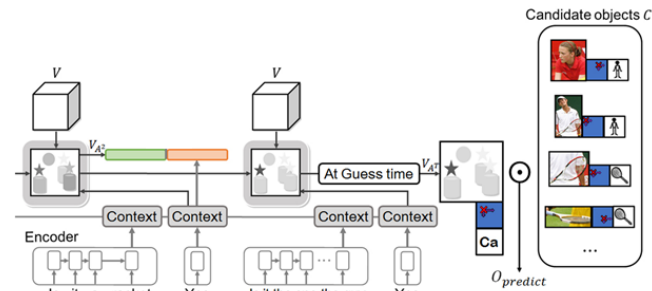 Candidate objects C
V
V
V_{A^2}
At Guess time
V_{A^T}
Context
Context
Context
Context
Encoder
Ca
...
...
O_{predict}